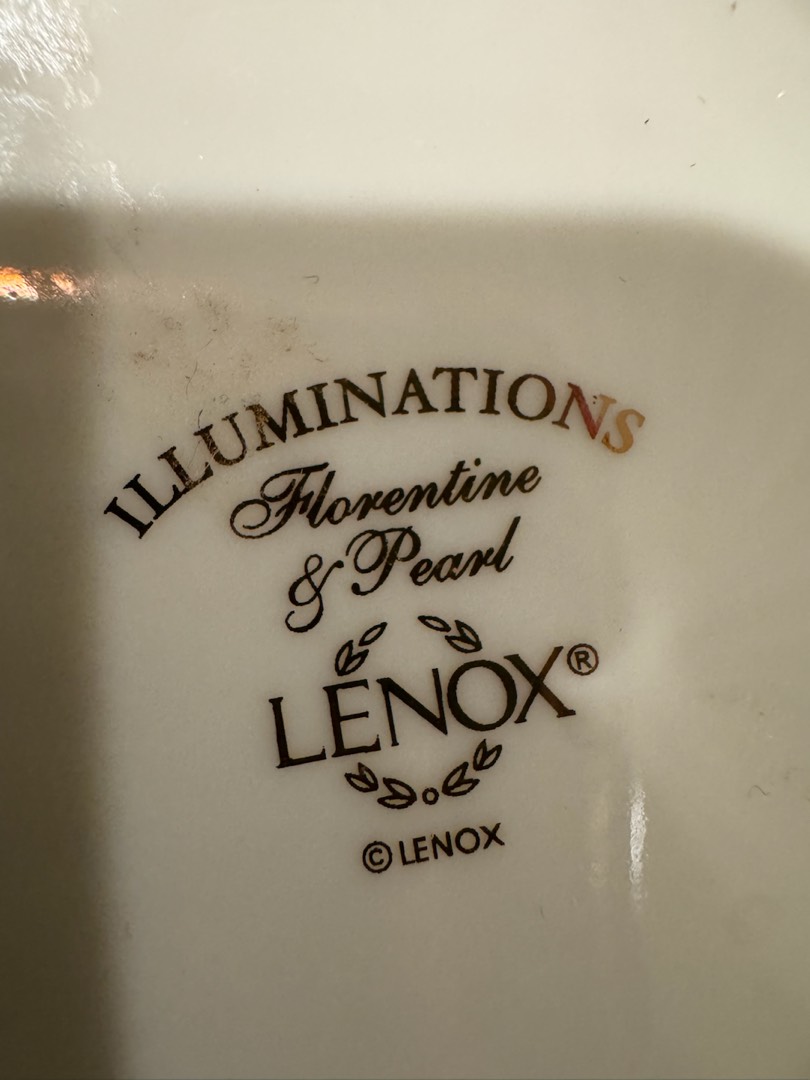 ILLUMINATIONS
Florentine
& Pearl
LENOX®
© LENOX